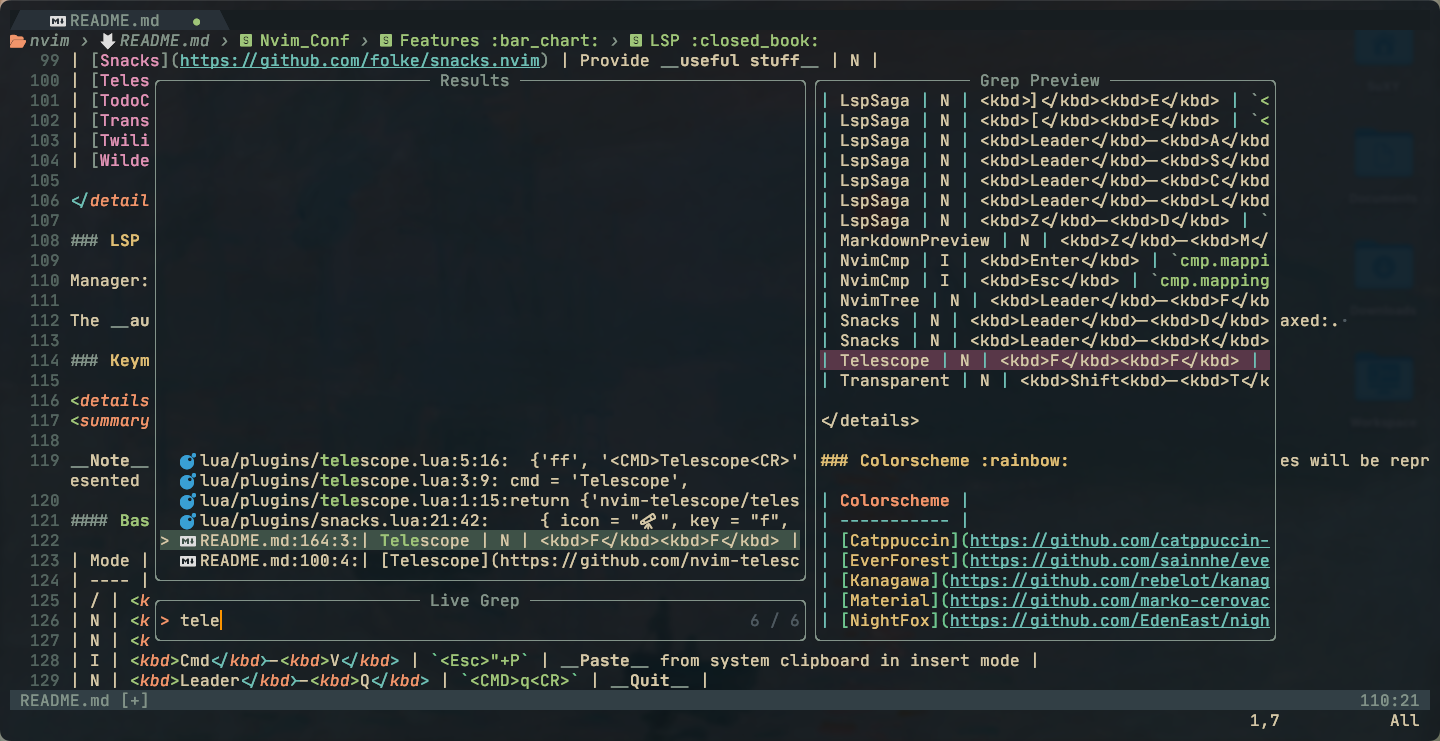 README.md
nvim › README.md › Nvim_Conf › Features :bar_chart: › LSP :closed_book:
99 | [Snacks](https://github.com/folke/snacks.nvim) | Provide __useful stuff__ | N |
100 | [Teles
101 | [TodoC
102 | [Trans
103 | [Twili
104 | [Wilde
105
106 </detail
107
108 ### LSP
109
110 Manager:
111
112 The __au
113
114 ### Keym
115
116 <details
117 <summary
118
119 __Note__
esented
120
121 #### Bas
122
123 | Mode |
124 | ---- |
125 | / | <k
126 | N | <k
127 | N | <k
128 | I | <kbd>Cmd</kbd>—<kbd>V</kbd> | `<Esc>"+P` | __Paste__ from system clipboard in insert mode |
129 | N | <kbd>Leader</kbd>—<kbd>Q</kbd> | `<CMD>q<CR>` | __Quit__ |
Results
lua/plugins/telescope.lua:5:16: {'ff', '<CMD>Telescope<CR>'
lua/plugins/telescope.lua:3:9: cmd = 'Telescope',
lua/plugins/telescope.lua:1:15:return {'nvim-telescope/teles
lua/plugins/snacks.lua:21:42: { icon = "🔭", key = "f",
> README.md:164:3:| Telescope | N | <kbd>F</kbd><kbd>F</kbd> |
README.md:100:4:| [Telescope](https://github.com/nvim-telesc
Live Grep
> tele 6 / 6
Grep Preview
| LspSaga | N | <kbd>]</kbd><kbd>E</kbd> | `<
| LspSaga | N | <kbd>[</kbd><kbd>E</kbd> | `<
| LspSaga | N | <kbd>Leader</kbd>—<kbd>A</kbd
| LspSaga | N | <kbd>Leader</kbd>—<kbd>S</kbd
| LspSaga | N | <kbd>Leader</kbd>—<kbd>C</kbd
| LspSaga | N | <kbd>Leader</kbd>—<kbd>L</kbd
| LspSaga | N | <kbd>Z</kbd>—<kbd>D</kbd> | `
| MarkdownPreview | N | <kbd>Z</kbd>—<kbd>M</
| NvimCmp | I | <kbd>Enter</kbd> | `cmp.mappi
| NvimCmp | I | <kbd>Esc</kbd> | `cmp.mapping
| NvimTree | N | <kbd>Leader</kbd>—<kbd>F</kb
| Snacks | N | <kbd>Leader</kbd>—<kbd>D</kbd>
| Snacks | N | <kbd>Leader</kbd>—<kbd>K</kbd>
| Telescope | N | <kbd>F</kbd><kbd>F</kbd> |
| Transparent | N | <kbd>Shift<kbd>—<kbd>T</k
</details>
### Colorscheme :rainbow:
| Colorscheme |
| ----------- |
| [Catppuccin](https://github.com/catppuccin-
| [EverForest](https://github.com/sainnhe/eve
| [Kanagawa](https://github.com/rebelot/kanag
| [Material](https://github.com/marko-cerovac
| [NightFox](https://github.com/EdenEast/nigh
axed:.
es will be repr
README.md [+] 110:21
1,7 All